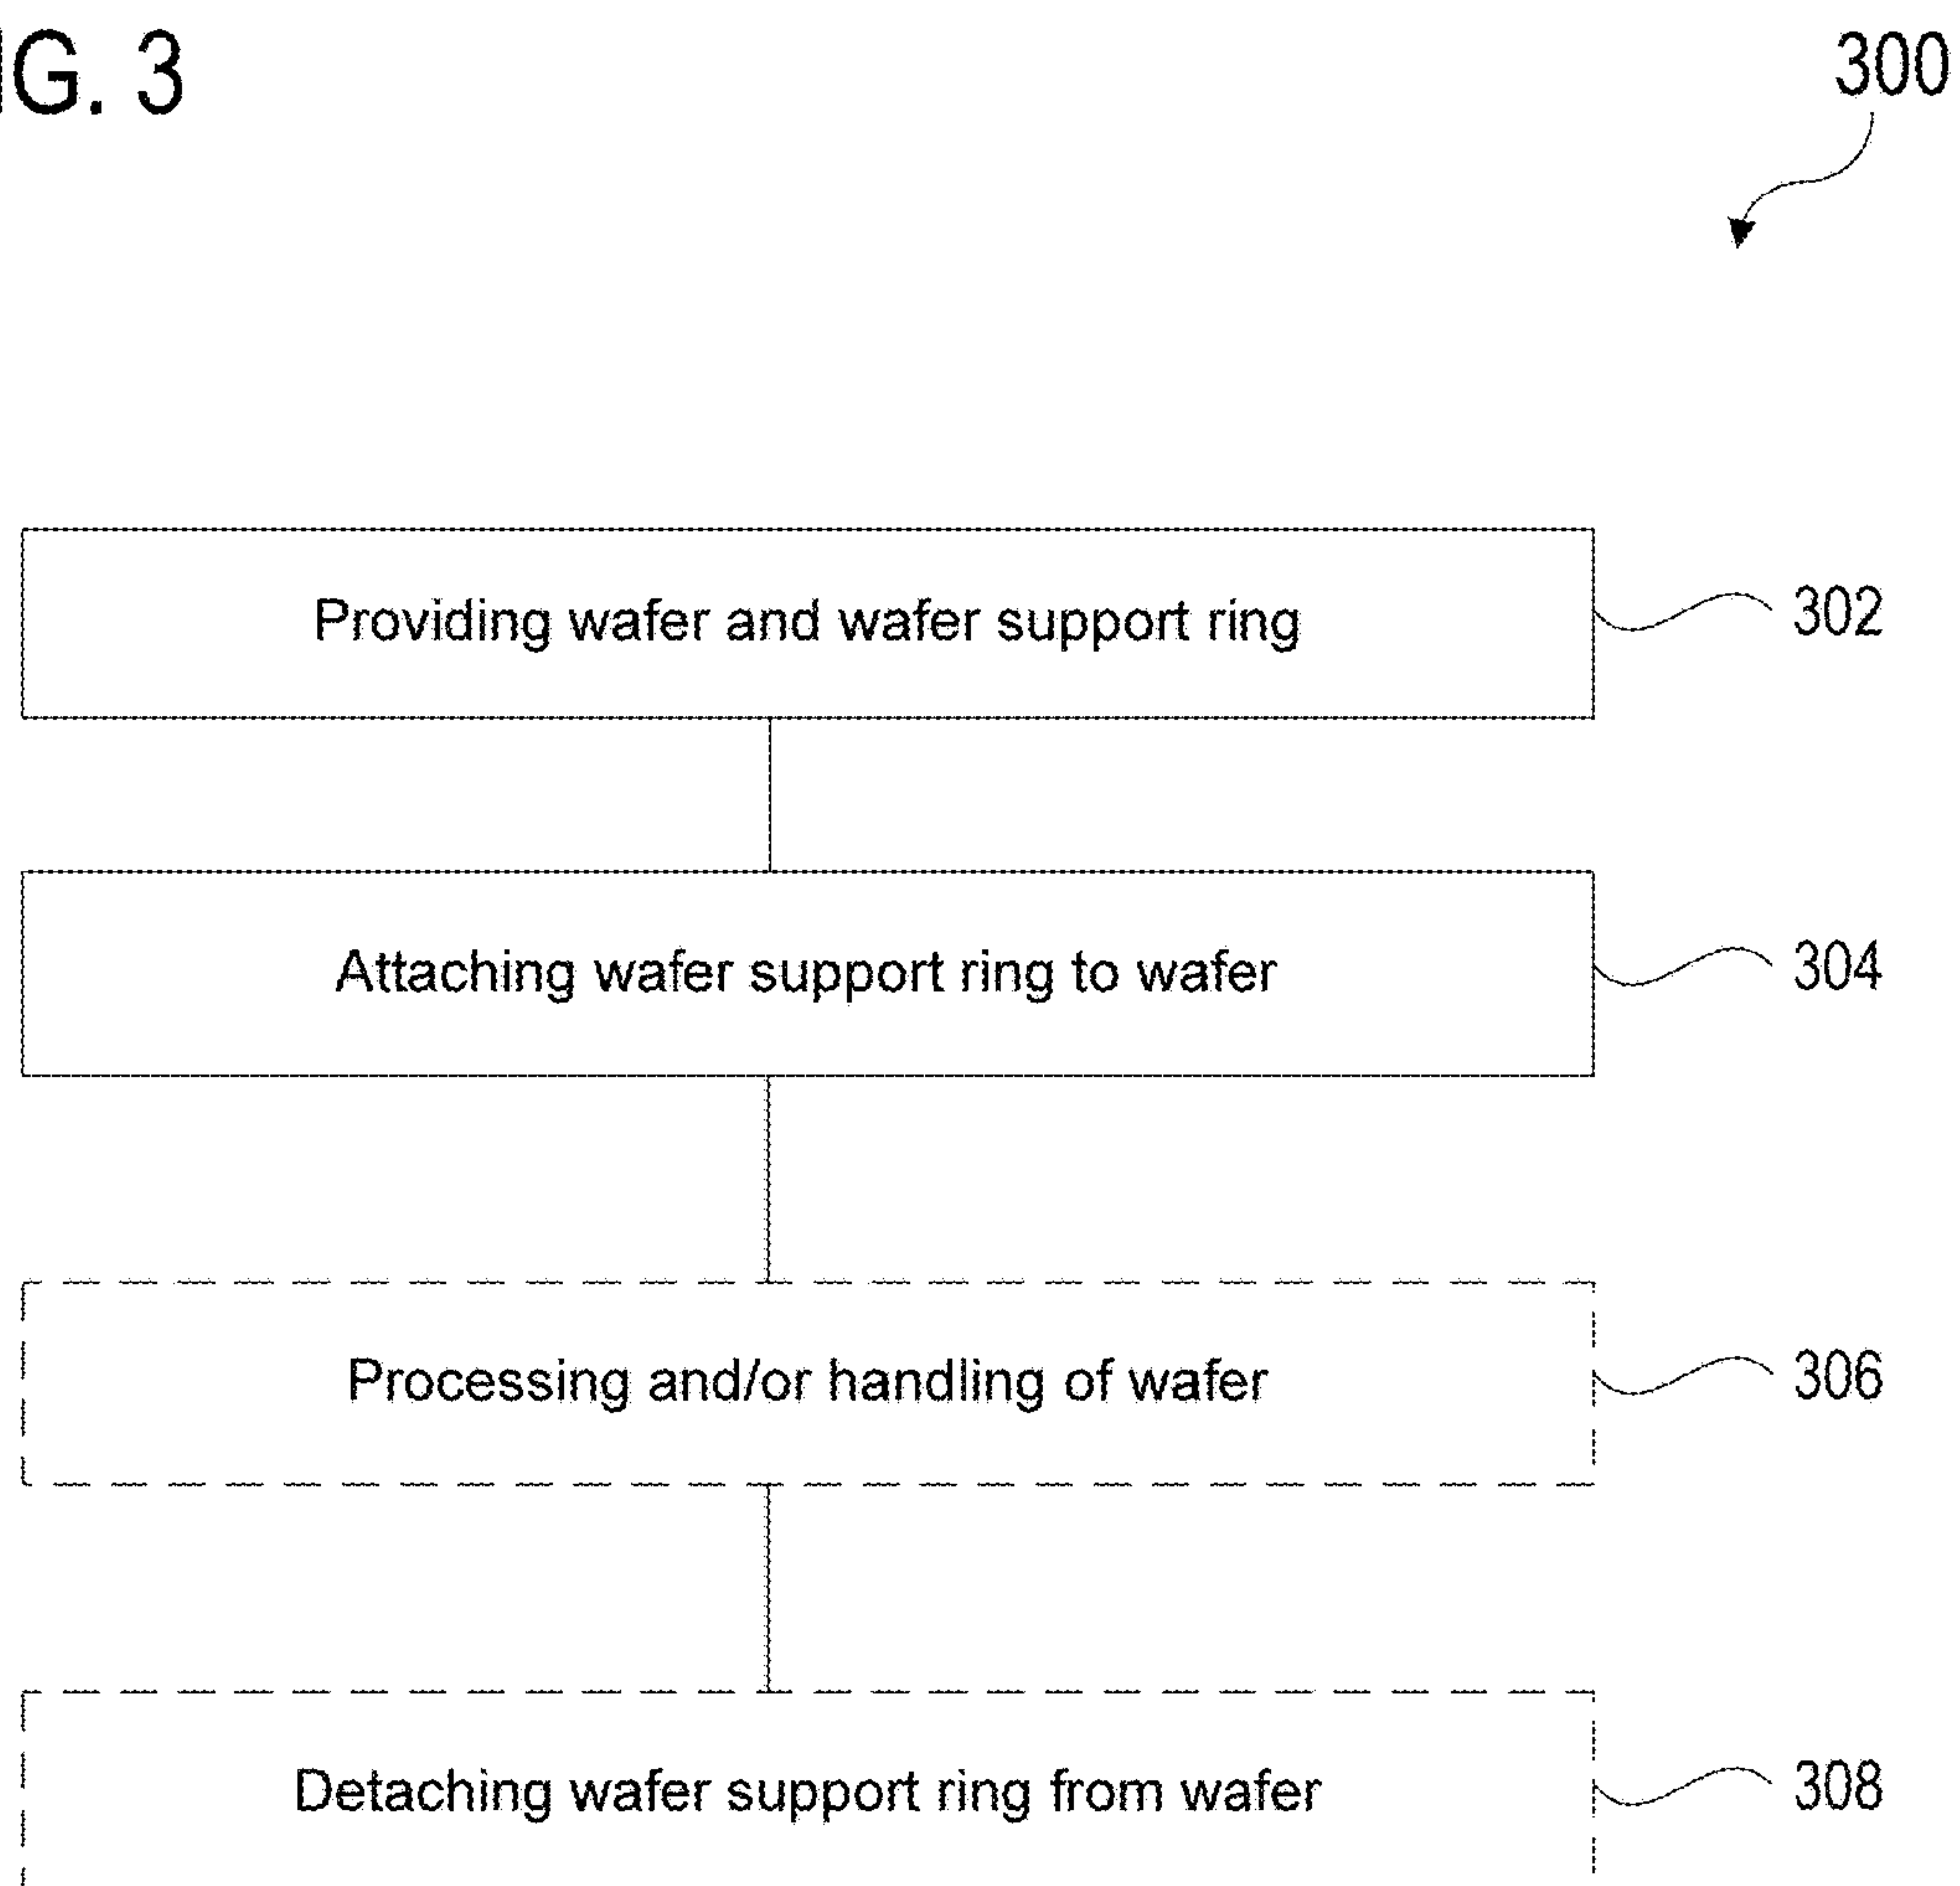 IG. 3
300
Providing wafer and wafer support ring
302
Attaching wafer support ring to wafer
304
Processing and/or handling of wafer
306
Detaching wafer support ring from wafer
308